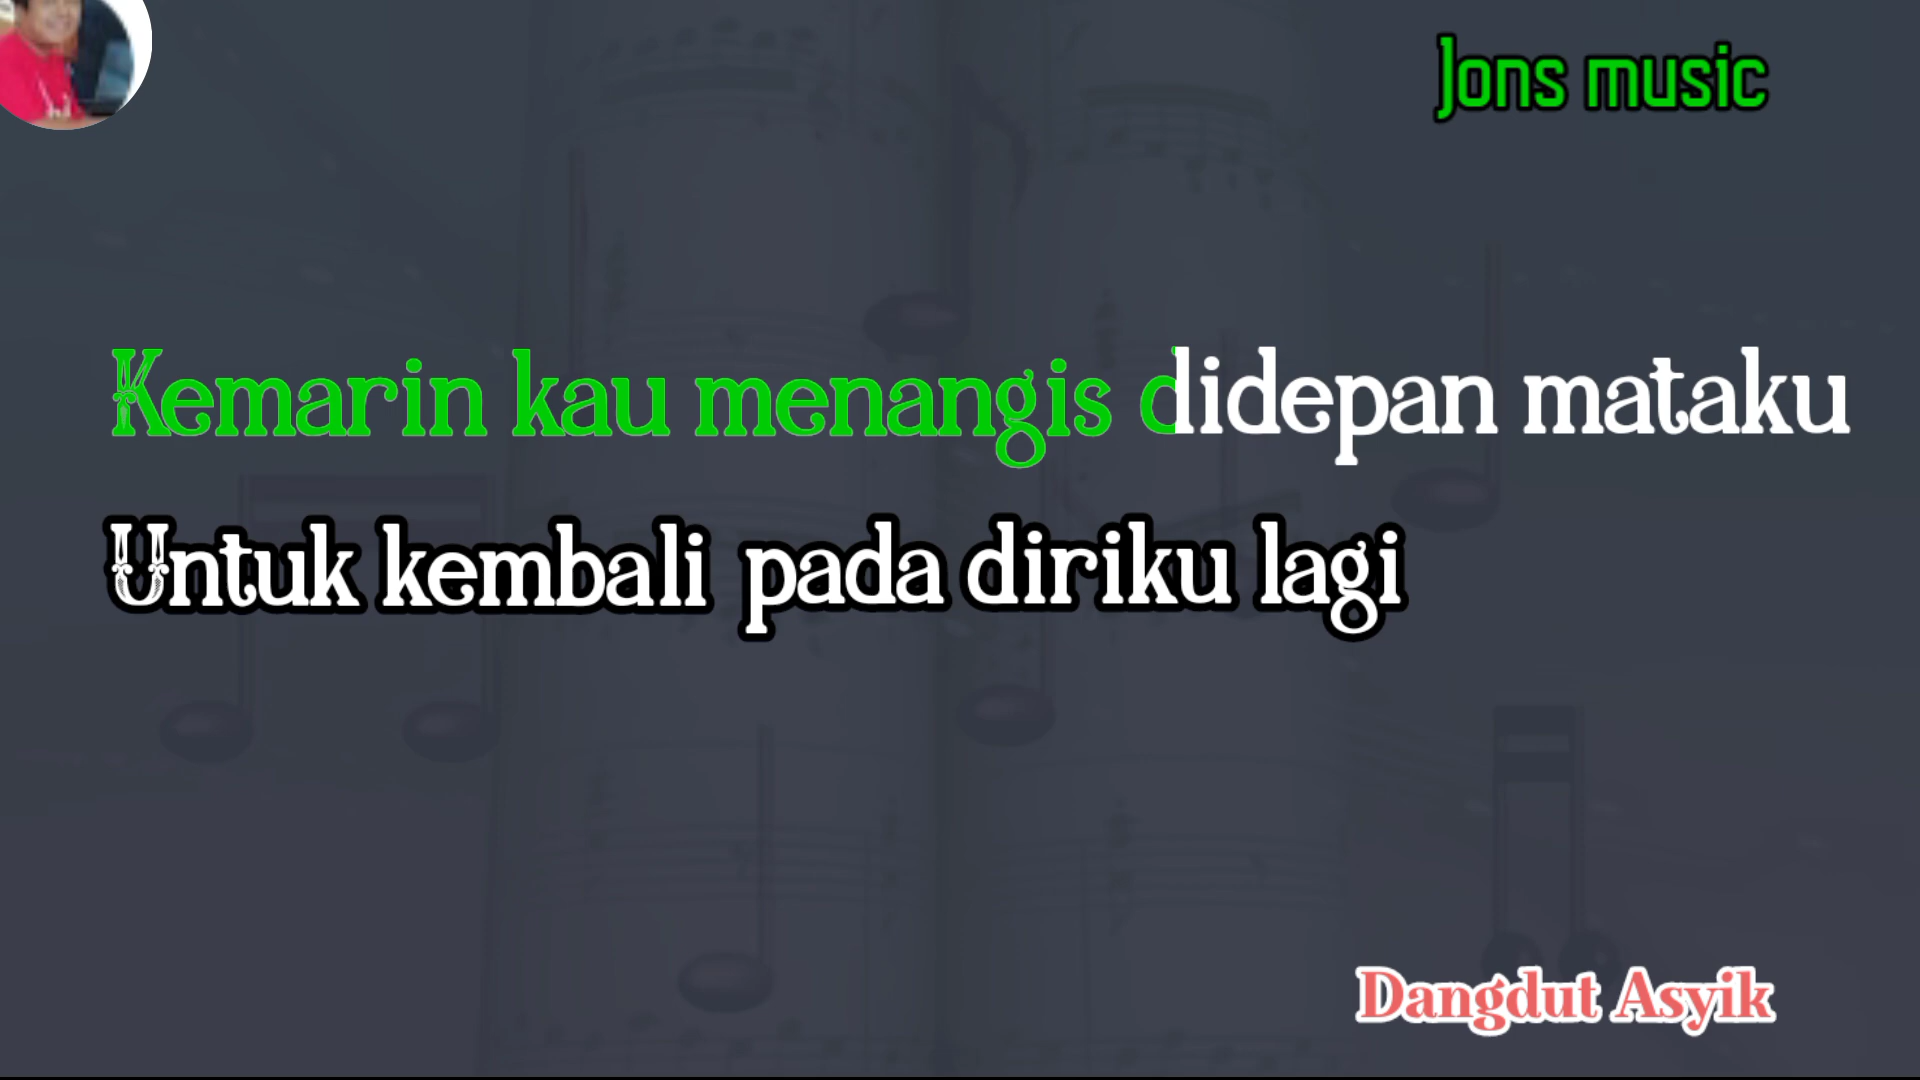 Jons music
Kemarin kau menangis didepan mataku
Untuk kembali pada diriku lagi
Dangdut Asyik